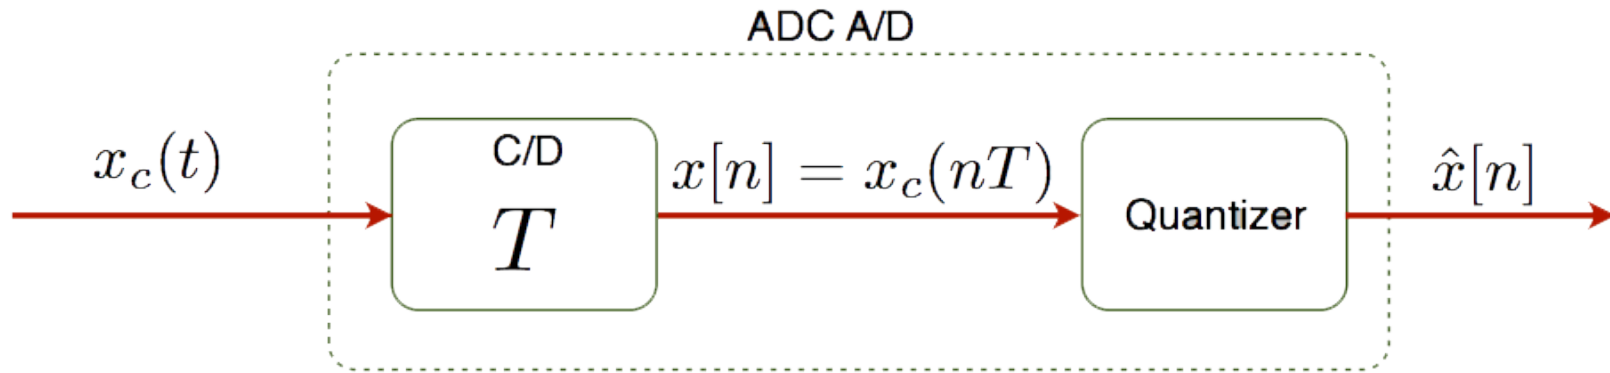 ADC A/D
x_c(t)
C/D
T
x[n] = x_c(nT)
Quantizer
x̂[n]